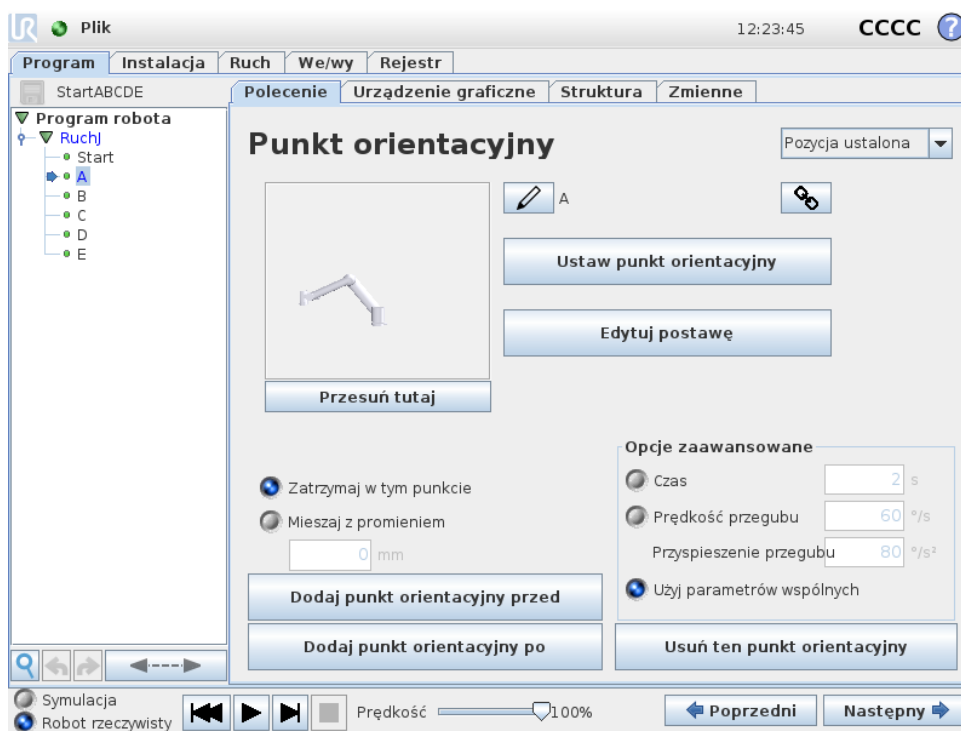 UR Plik 12:23:45 CCCC ?
Program Instalacja Ruch We/wy Rejestr
StartABCDE
Polecenie Urządzenie graficzne Struktura Zmienne
Program robota
RuchJ
Start
A
B
C
D
E
Punkt orientacyjny
Pozycja ustalona
A
Ustaw punkt orientacyjny
Edytuj postawę
Przesuń tutaj
Zatrzymaj w tym punkcie
Mieszaj z promieniem
0 mm
Opcje zaawansowane
Czas 2 s
Prędkość przegubu 60 °/s
Przyspieszenie przegubu 80 °/s²
Użyj parametrów wspólnych
Dodaj punkt orientacyjny przed
Dodaj punkt orientacyjny po
Usuń ten punkt orientacyjny
Symulacja
Robot rzeczywisty
Prędkość 100%
Poprzedni
Następny